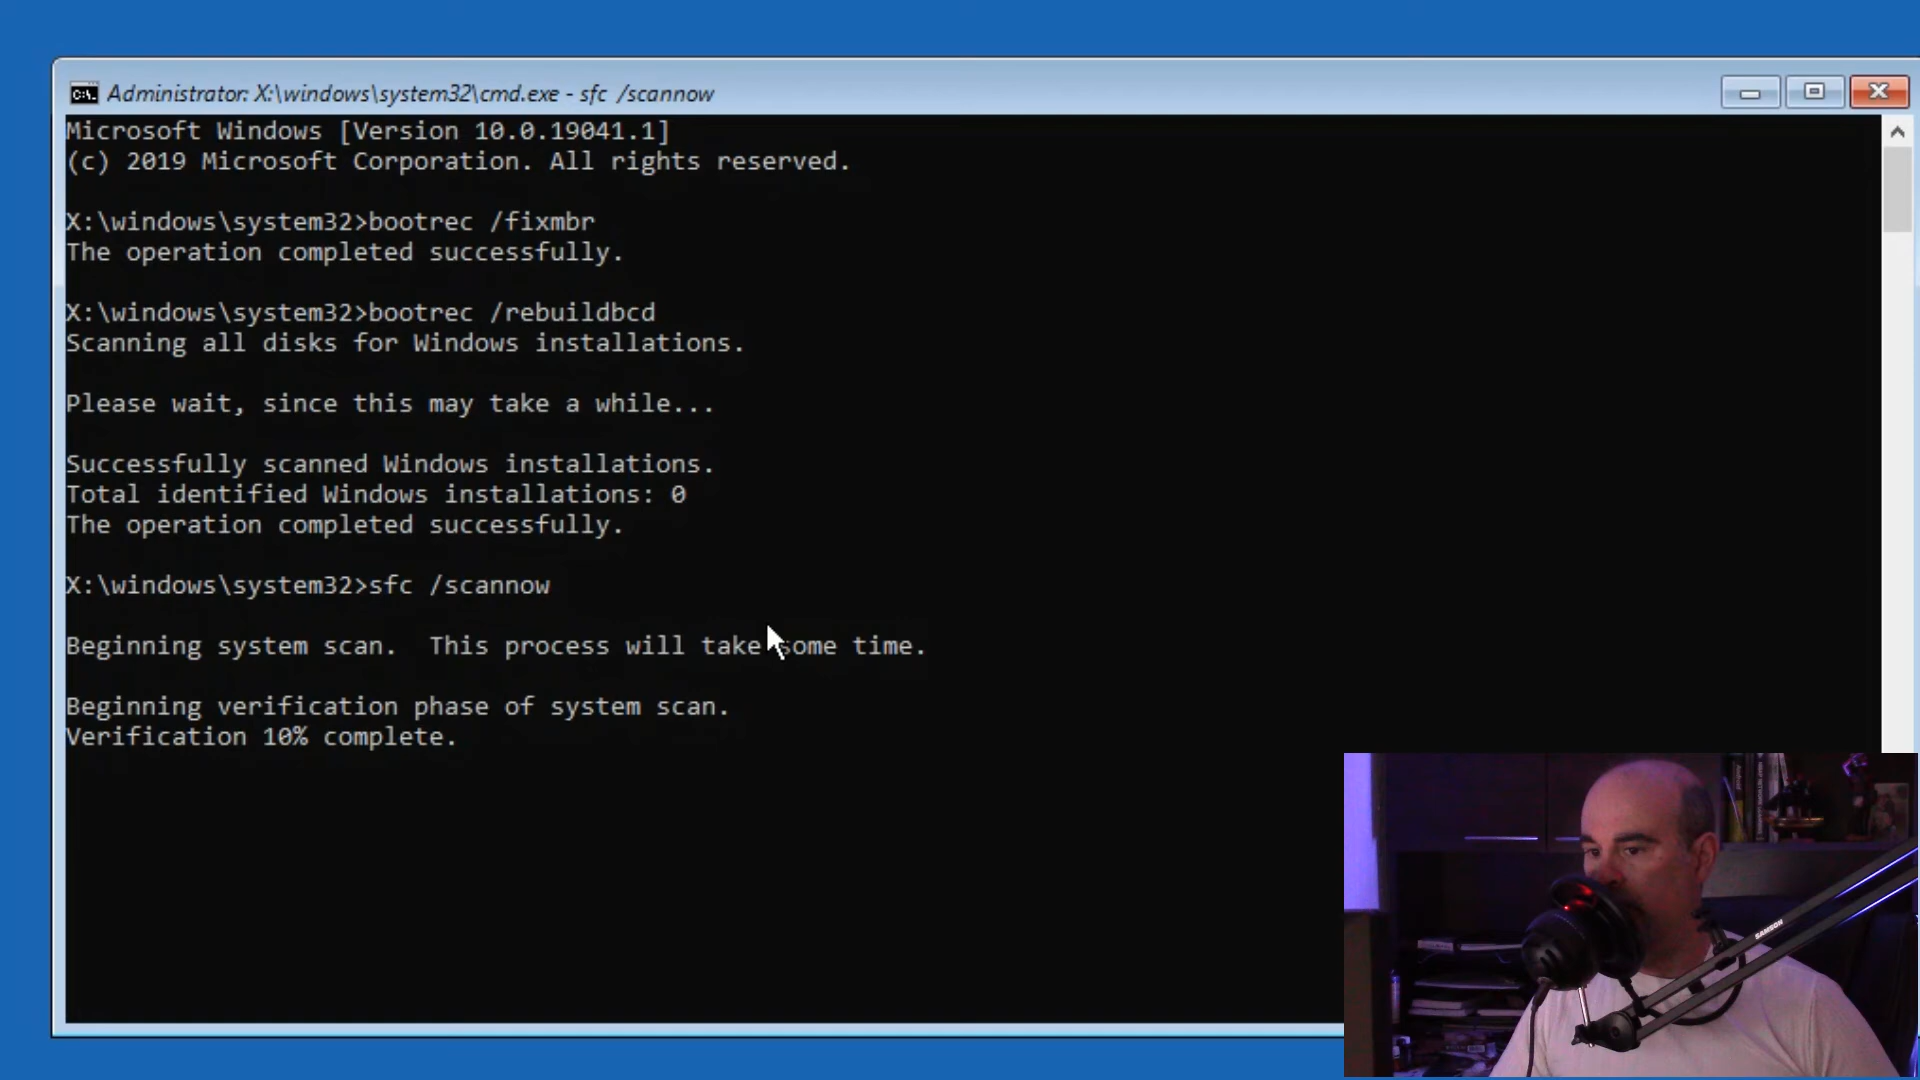 Administrator: X:\windows\system32\cmd.exe - sfc /scannow
Microsoft Windows [Version 10.0.19041.1]
(c) 2019 Microsoft Corporation. All rights reserved.
X:\windows\system32>bootrec /fixmbr
The operation completed successfully.
X:\windows\system32>bootrec /rebuildbcd
Scanning all disks for Windows installations.
Please wait, since this may take a while...
Successfully scanned Windows installations.
Total identified Windows installations: 0
The operation completed successfully.
X:\windows\system32>sfc /scannow
Beginning system scan.  This process will take some time.
Beginning verification phase of system scan.
Verification 10% complete.
SAMSON